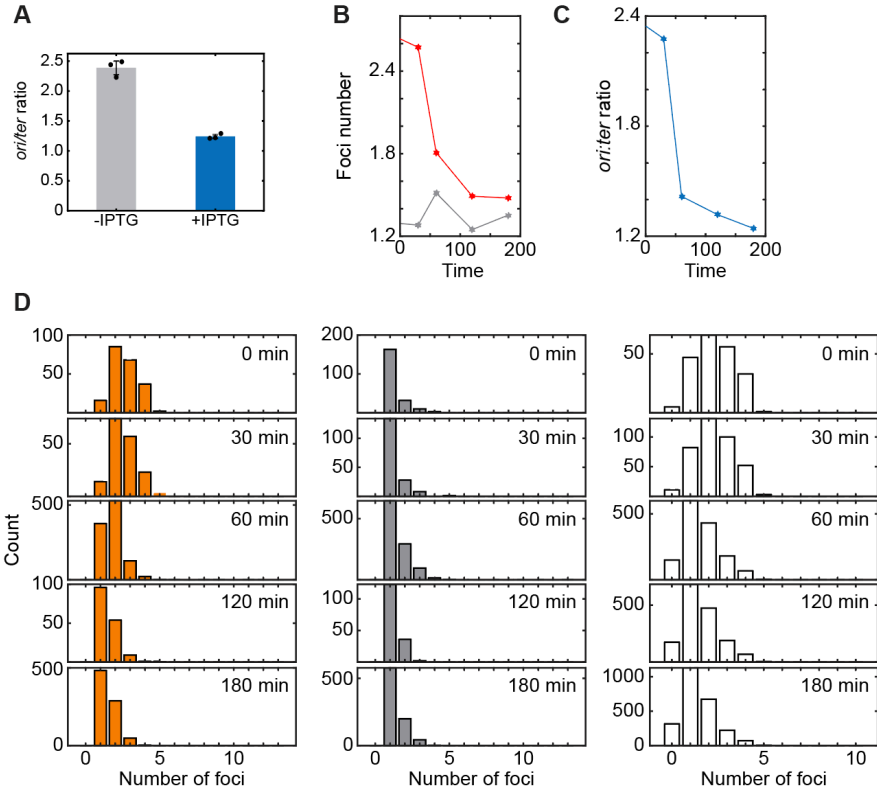 A
B
C
ori/ter ratio
2.5
2.0
1.5
1.0
0.5
0
-IPTG
+IPTG
Foci number
2.4
1.8
1.2
0
100
200
Time
ori:ter ratio
2.4
1.8
1.2
0
100
200
Time
D
Count
100
50
0 min
200
100
0 min
50
0 min
50
30 min
100
50
30 min
50
30 min
500
60 min
500
60 min
500
60 min
100
50
120 min
100
50
120 min
500
120 min
500
0
180 min
500
0
180 min
1000
500
0
180 min
0
5
10
0
5
10
0
5
10
Number of foci
Number of foci
Number of foci